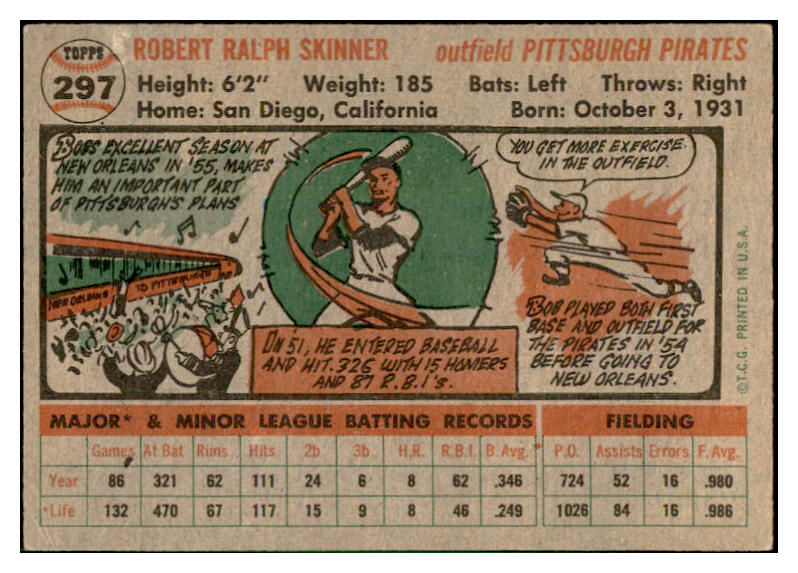 TOPPS
297
ROBERT RALPH SKINNER outfield PITTSBURGH PIRATES
Height: 6'2" Weight: 185 Bats: Left Throws: Right
Home: San Diego, California Born: October 3, 1931
BOB'S EXCELLENT SEASON AT
NEW ORLEANS IN '55, MAKES
HIM AN IMPORTANT PART
OF PITTSBURGH'S PLANS
NEW ORLEANS
TO PITTSBURGH
IN '51, HE ENTERED BASEBALL
AND HIT .326 WITH 15 HOMERS
AND 87 R.B.I's.
YOU GET MORE EXERCISE
IN THE OUTFIELD.
BOB PLAYED BOTH FIRST
BASE AND OUTFIELD FOR
THE PIRATES IN '54
BEFORE GOING TO
NEW ORLEANS.
©T.C.G. PRINTED IN U.S.A.
MAJOR* & MINOR LEAGUE BATTING RECORDS FIELDING
Games At Bat Runs Hits 2b 3b H.R. R.B.I. B. Avg. P.O. Assists Errors F. Avg.
Year 86 321 62 111 24 6 8 62 .346 724 52 16 .980
*Life 132 470 67 117 15 9 8 46 .249 1026 84 16 .986